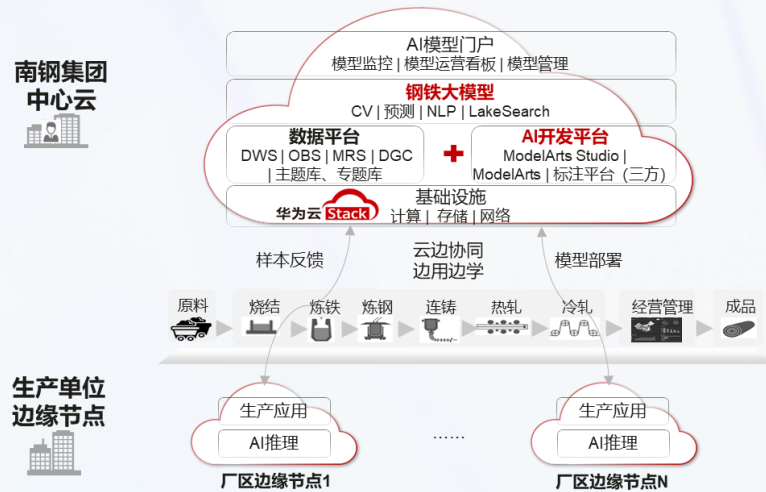 AI模型门户
模型监控 | 模型运营看板 | 模型管理
南钢集团
中心云
钢铁大模型
CV | 预测 | NLP | LakeSearch
数据平台
DWS | OBS | MRS | DGC
| 主题库、专题库
+
AI开发平台
ModelArts Studio |
ModelArts | 标注平台（三方）
基础设施
华为云 Stack
计算 | 存储 | 网络
样本反馈
云边协同
边用边学
模型部署
原料 烧结 炼铁 炼钢 连铸 热轧 冷轧 经营管理 成品
生产单位
边缘节点
生产应用
AI推理
厂区边缘节点1
……
生产应用
AI推理
厂区边缘节点N